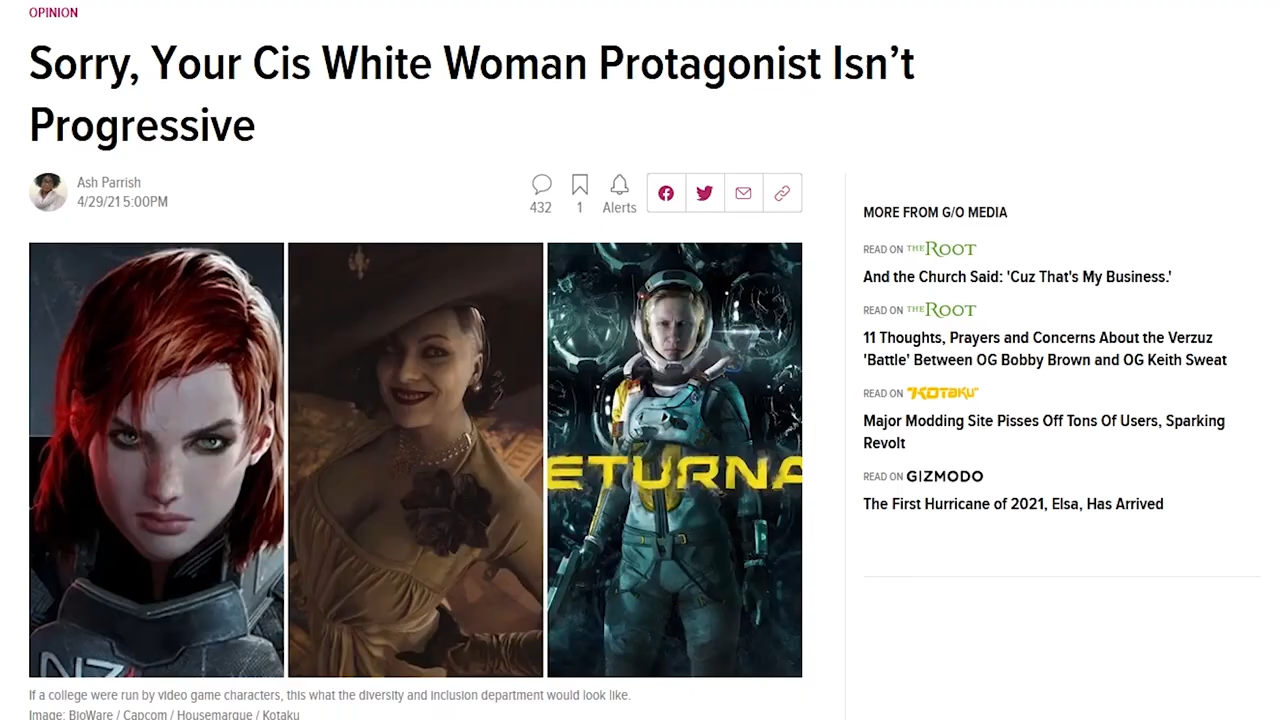 OPINION
Sorry, Your Cis White Woman Protagonist Isn’t
Progressive
Ash Parrish
4/29/21 5:00PM
432
1
Alerts
N7
ETURNA
If a college were run by video game characters, this what the diversity and inclusion department would look like.
Image: BioWare / Capcom / Housemarque / Kotaku
MORE FROM G/O MEDIA
READ ON THE ROOT
And the Church Said: 'Cuz That's My Business.'
READ ON THE ROOT
11 Thoughts, Prayers and Concerns About the Verzuz
'Battle' Between OG Bobby Brown and OG Keith Sweat
READ ON KOTAKU
Major Modding Site Pisses Off Tons Of Users, Sparking
Revolt
READ ON GIZMODO
The First Hurricane of 2021, Elsa, Has Arrived